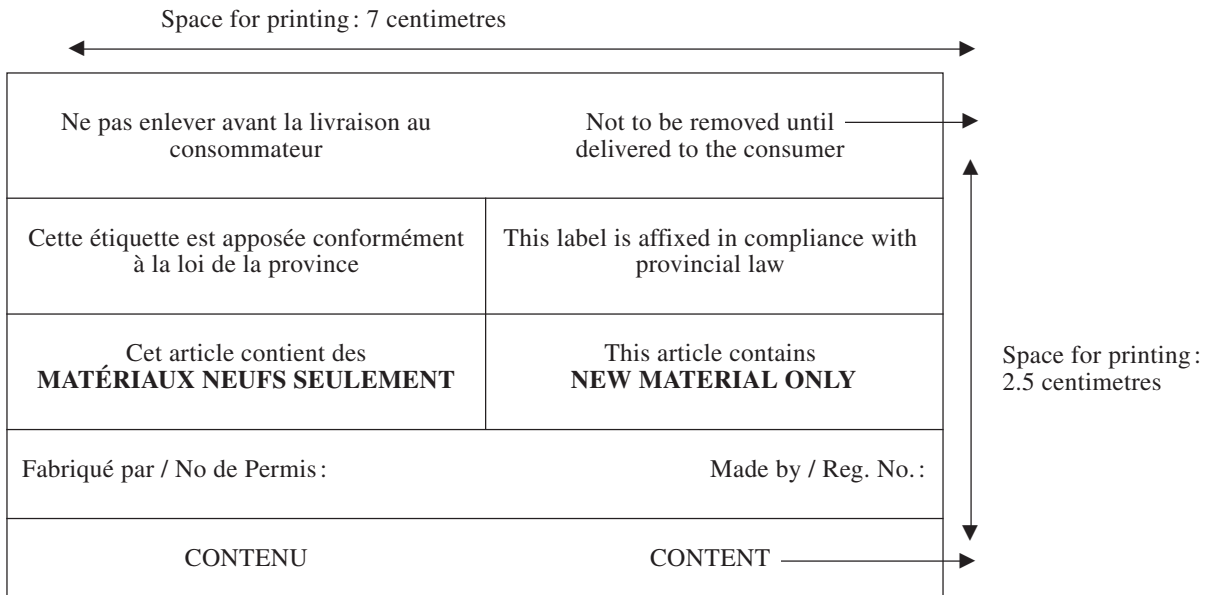 Space for printing: 7 centimetres
Ne pas enlever avant la livraison au
consommateur
Not to be removed until
delivered to the consumer
Cette étiquette est apposée conformément
à la loi de la province
This label is affixed in compliance with
provincial law
Cet article contient des
MATÉRIAUX NEUFS SEULEMENT
This article contains
NEW MATERIAL ONLY
Space for printing:
2.5 centimetres
Fabriqué par / No de Permis:
Made by / Reg. No.:
CONTENU
CONTENT